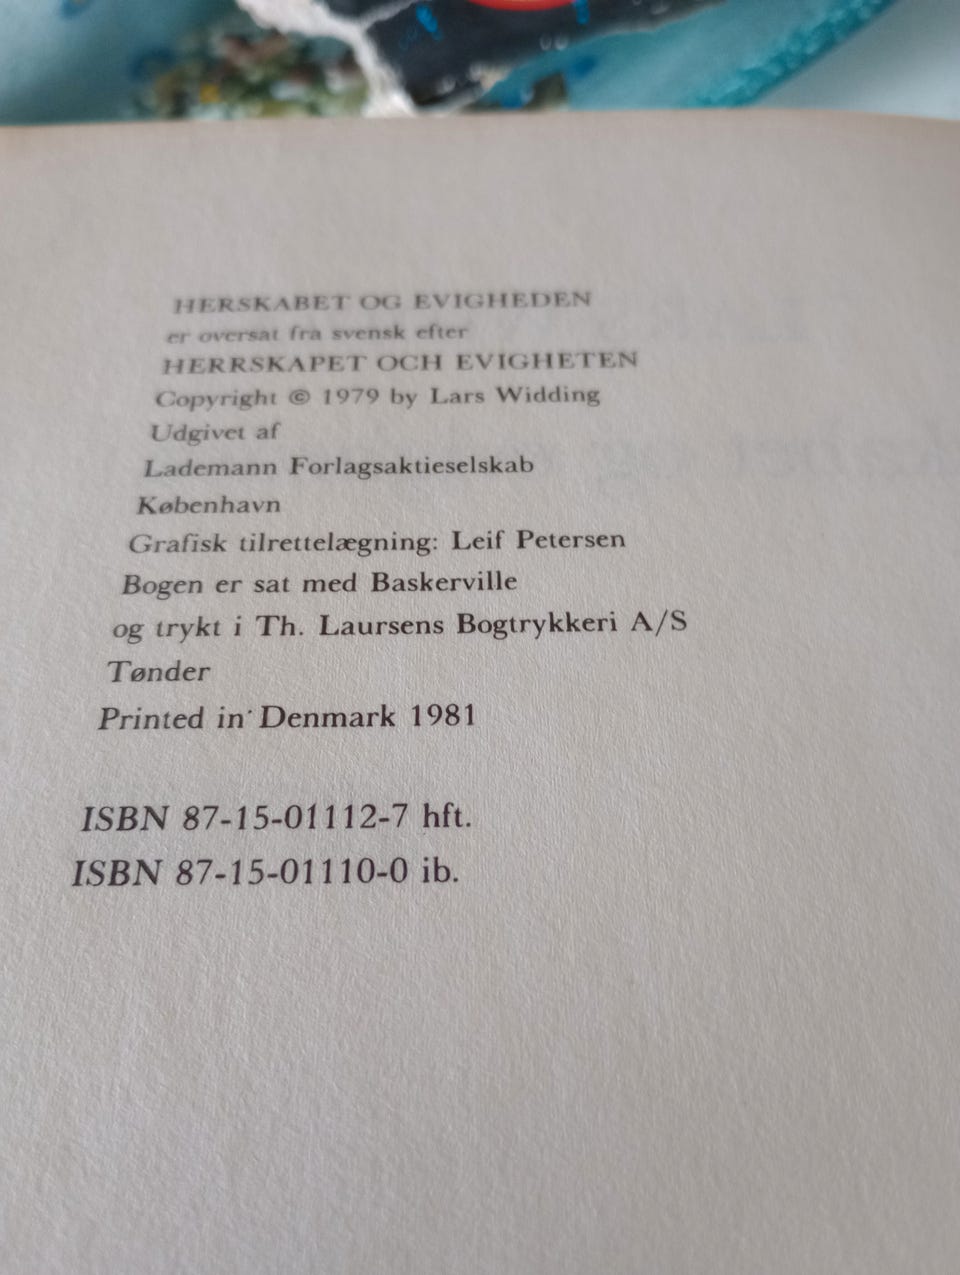 HERSKABET OG EVIGHEDEN
er oversat fra svensk efter
HERRSKAPET OCH EVIGHETEN
Copyright © 1979 by Lars Widding
Udgivet af
Lademann Forlagsaktieselskab
København
Grafisk tilrettelægning: Leif Petersen
Bogen er sat med Baskerville
og trykt i Th. Laursens Bogtrykkeri A/S
Tønder
Printed in Denmark 1981
ISBN 87-15-01112-7 hft.
ISBN 87-15-01110-0 ib.